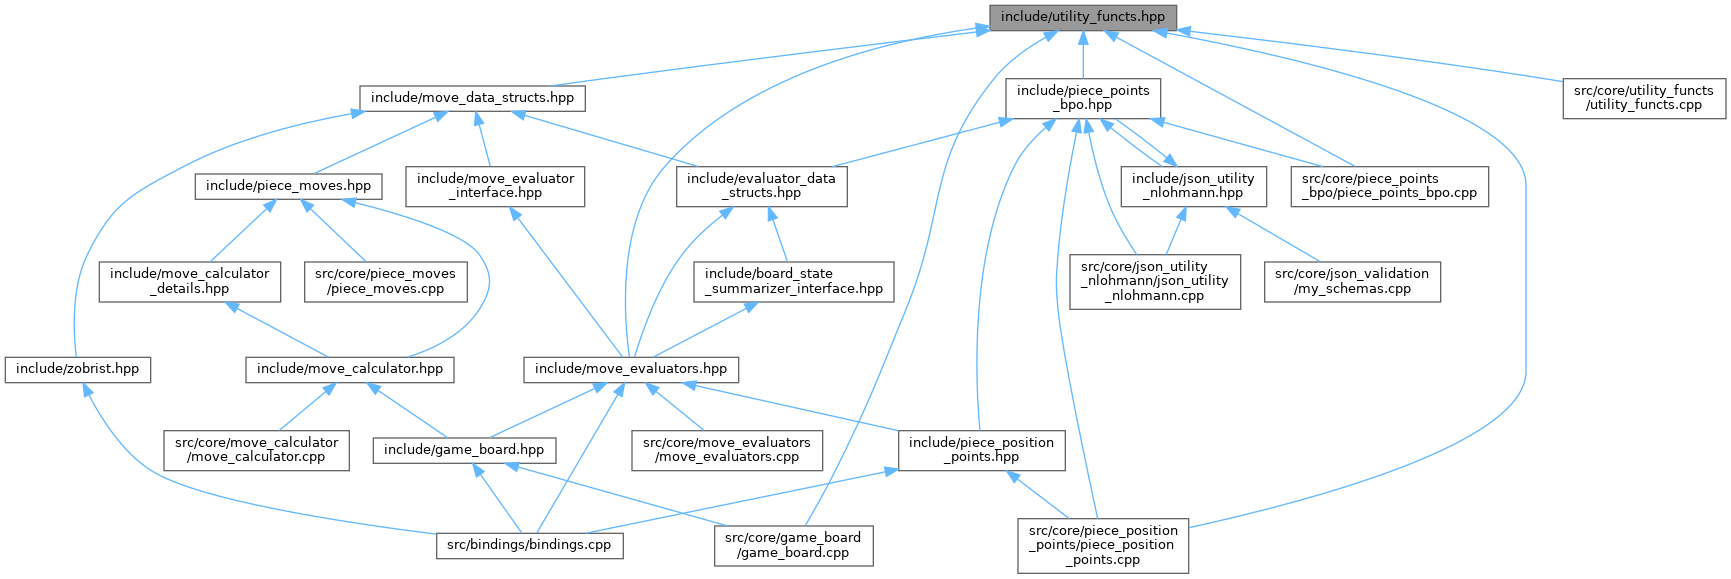 include/utility_functs.hpp
include/move_data_structs.hpp
include/piece_points
_bpo.hpp
src/core/utility_functs
/utility_functs.cpp
include/piece_moves.hpp
include/move_evaluator
_interface.hpp
include/evaluator_data
_structs.hpp
include/json_utility
_nlohmann.hpp
src/core/piece_points
_bpo/piece_points_bpo.cpp
include/move_calculator
_details.hpp
src/core/piece_moves
/piece_moves.cpp
include/board_state
_summarizer_interface.hpp
src/core/json_utility
_nlohmann/json_utility
_nlohmann.cpp
src/core/json_validation
/my_schemas.cpp
include/zobrist.hpp
include/move_calculator.hpp
include/move_evaluators.hpp
src/core/move_calculator
/move_calculator.cpp
include/game_board.hpp
src/core/move_evaluators
/move_evaluators.cpp
include/piece_position
_points.hpp
src/bindings/bindings.cpp
src/core/game_board
/game_board.cpp
src/core/piece_position
_points/piece_position
_points.cpp